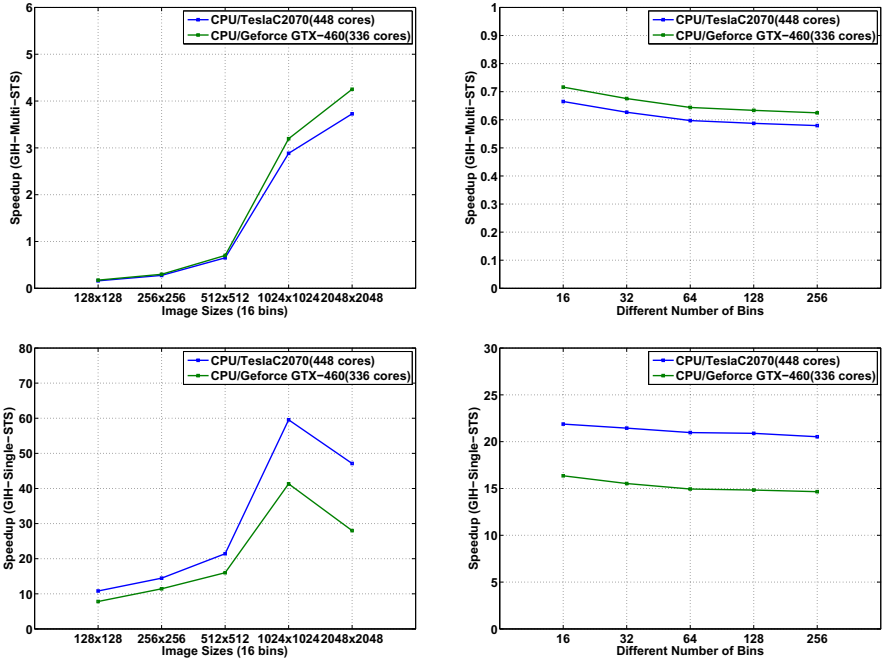 CPU/TeslaC2070(448 cores)
CPU/Geforce GTX−460(336 cores)
Speedup (GIH−Multi−STS)
6
5
4
3
2
1
0
128x128 256x256 512x512 1024x1024 2048x2048
Image Sizes (16 bins)
CPU/TeslaC2070(448 cores)
CPU/Geforce GTX−460(336 cores)
Speedup (GIH−Multi−STS)
1
0.9
0.8
0.7
0.6
0.5
0.4
0.3
0.2
0.1
0
16 32 64 128 256
Different Number of Bins
CPU/TeslaC2070(448 cores)
CPU/Geforce GTX−460(336 cores)
Speedup (GIH−Single−STS)
80
70
60
50
40
30
20
10
0
128x128 256x256 512x512 1024x1024 2048x2048
Image Sizes (16 bins)
CPU/TeslaC2070(448 cores)
CPU/Geforce GTX−460(336 cores)
Speedup (GIH−Single−STS)
30
25
20
15
10
5
0
16 32 64 128 256
Different Number of Bins